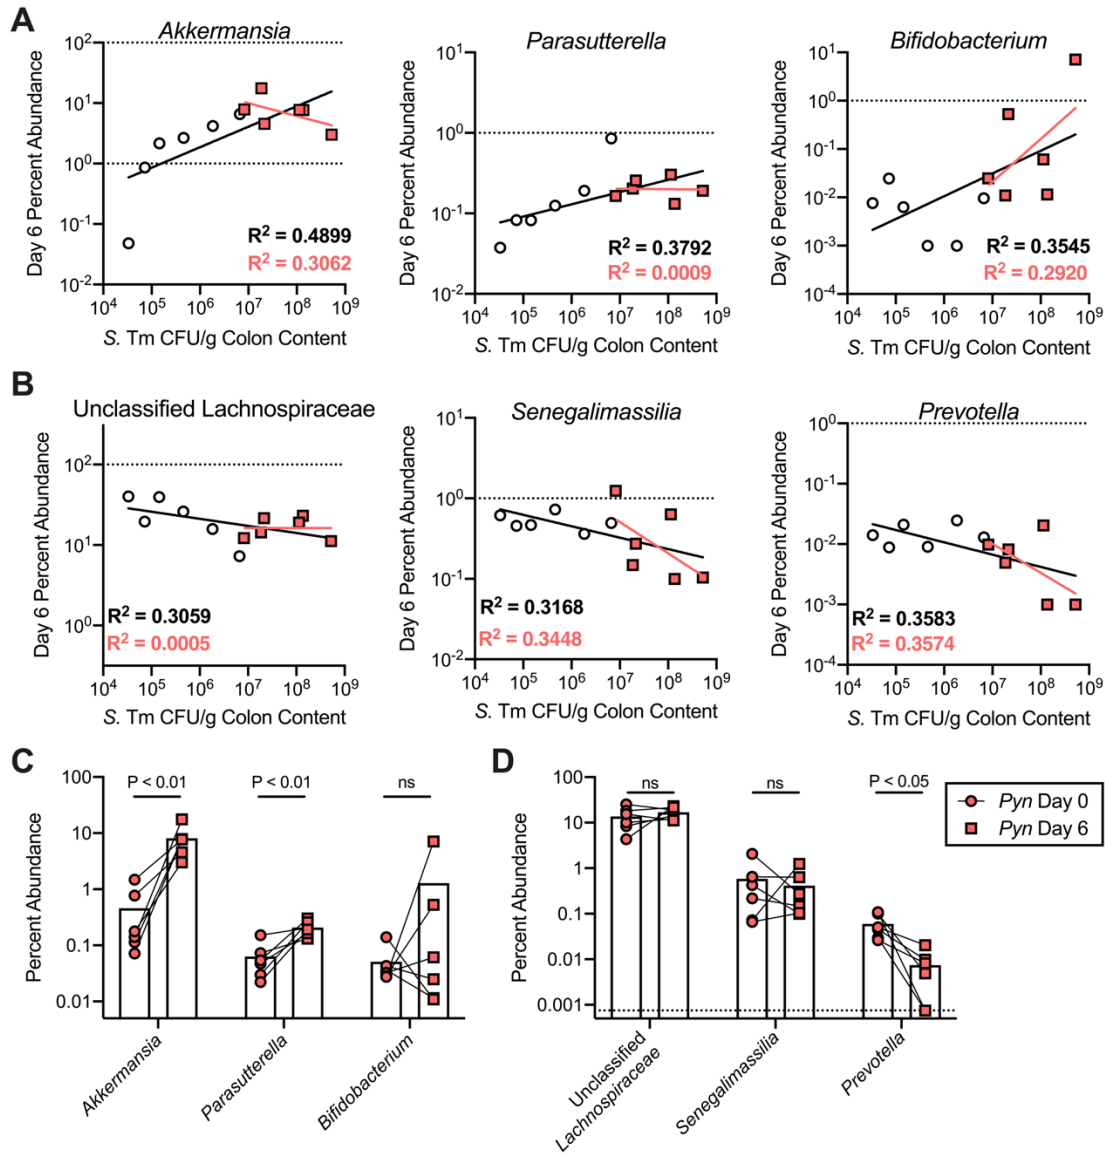 A
Akkermansia
Day 6 Percent Abundance
10²
10¹
10⁰
10⁻¹
10⁻²
R² = 0.4899
R² = 0.3062
10⁴ 10⁵ 10⁶ 10⁷ 10⁸ 10⁹
S. Tm CFU/g Colon Content
Parasutterella
Day 6 Percent Abundance
10¹
10⁰
10⁻¹
10⁻²
R² = 0.3792
R² = 0.0009
10⁴ 10⁵ 10⁶ 10⁷ 10⁸ 10⁹
S. Tm CFU/g Colon Content
Bifidobacterium
Day 6 Percent Abundance
10¹
10⁰
10⁻¹
10⁻²
10⁻³
10⁻⁴
R² = 0.3545
R² = 0.2920
10⁴ 10⁵ 10⁶ 10⁷ 10⁸ 10⁹
S. Tm CFU/g Colon Content
B
Unclassified Lachnospiraceae
Day 6 Percent Abundance
10²
10¹
10⁰
R² = 0.3059
R² = 0.0005
10⁴ 10⁵ 10⁶ 10⁷ 10⁸ 10⁹
S. Tm CFU/g Colon Content
Senegalimassilia
Day 6 Percent Abundance
10¹
10⁰
10⁻¹
10⁻²
R² = 0.3168
R² = 0.3448
10⁴ 10⁵ 10⁶ 10⁷ 10⁸ 10⁹
S. Tm CFU/g Colon Content
Prevotella
Day 6 Percent Abundance
10⁰
10⁻¹
10⁻²
10⁻³
10⁻⁴
R² = 0.3583
R² = 0.3574
10⁴ 10⁵ 10⁶ 10⁷ 10⁸ 10⁹
S. Tm CFU/g Colon Content
C
Percent Abundance
100
10
1
0.1
0.01
P < 0.01
P < 0.01
ns
Akkermansia
Parasutterella
Bifidobacterium
D
Percent Abundance
100
10
1
0.1
0.01
0.001
ns
ns
P < 0.05
Unclassified
Lachnospiraceae
Senegalimassilia
Prevotella
Pyn Day 0
Pyn Day 6